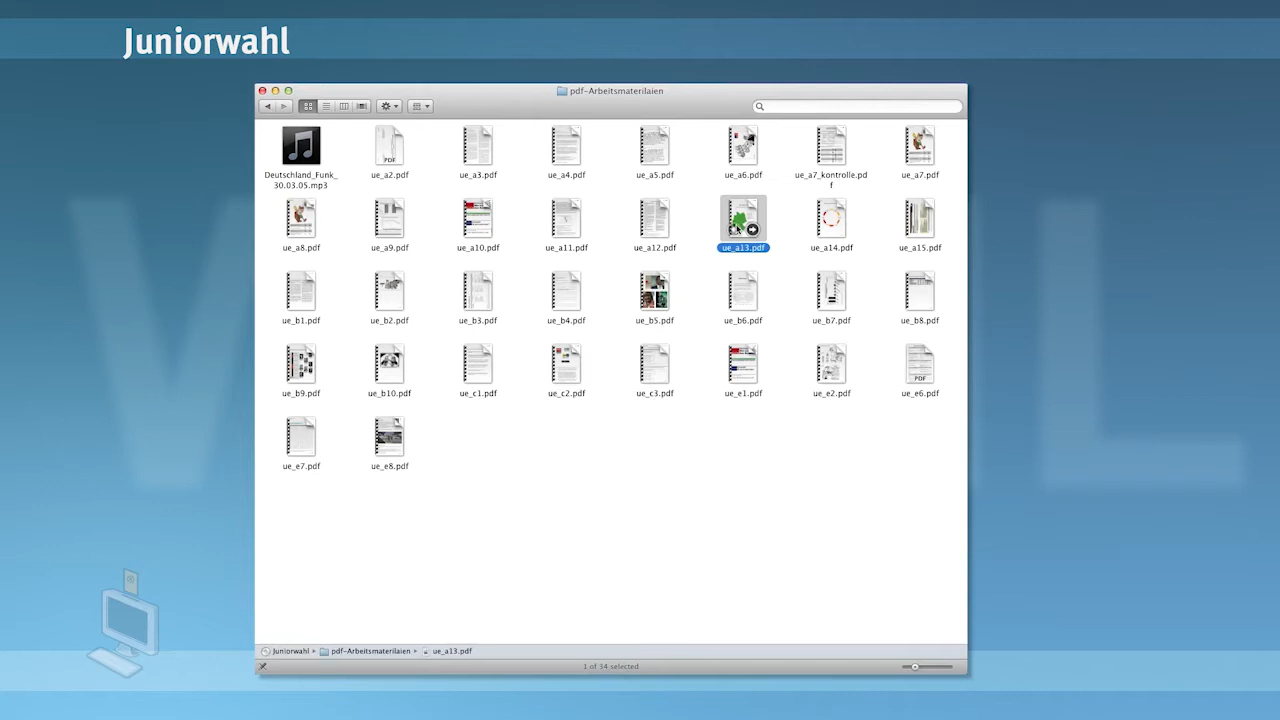 Juniorwahl
pdf-Arbeitsmaterilaien
Deutschland_Funk_
30.03.05.mp3
ue_a2.pdf
ue_a3.pdf
ue_a4.pdf
ue_a5.pdf
ue_a6.pdf
ue_a7_kontrolle.pd
f
ue_a7.pdf
ue_a8.pdf
ue_a9.pdf
ue_a10.pdf
ue_a11.pdf
ue_a12.pdf
ue_a13.pdf
ue_a14.pdf
ue_a15.pdf
ue_b1.pdf
ue_b2.pdf
ue_b3.pdf
ue_b4.pdf
ue_b5.pdf
ue_b6.pdf
ue_b7.pdf
ue_b8.pdf
ue_b9.pdf
ue_b10.pdf
ue_c1.pdf
ue_c2.pdf
ue_c3.pdf
ue_e1.pdf
ue_e2.pdf
PDF
ue_e6.pdf
ue_e7.pdf
ue_e8.pdf
Juniorwahl ▸ pdf-Arbeitsmaterilaien ▸ ue_a13.pdf
1 of 34 selected